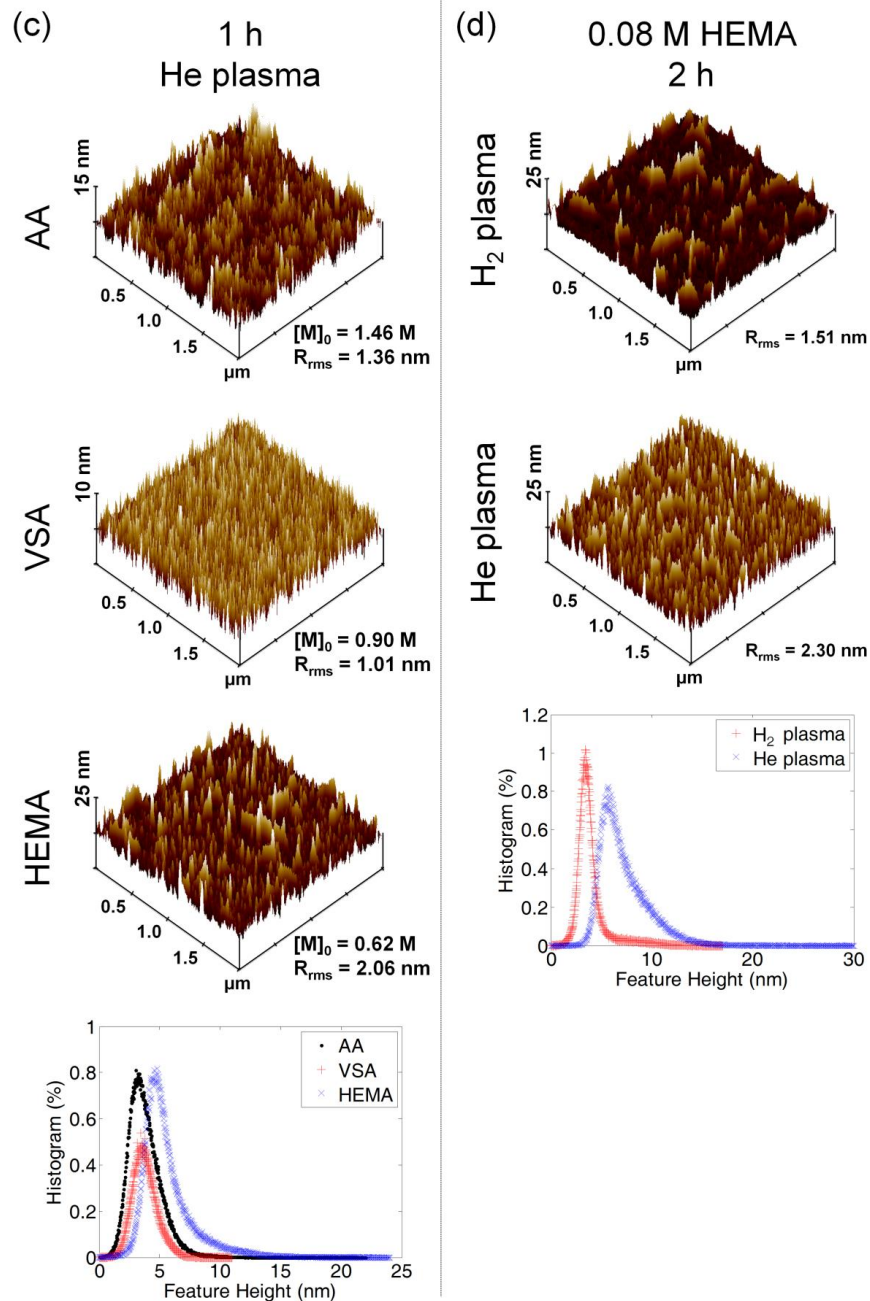 (c)
1 h
He plasma
AA
15 nm
0.5
1.0
1.5
µm
[M]₀ = 1.46 M
Rrms = 1.36 nm
VSA
10 nm
0.5
1.0
1.5
µm
[M]₀ = 0.90 M
Rrms = 1.01 nm
HEMA
25 nm
0.5
1.0
1.5
µm
[M]₀ = 0.62 M
Rrms = 2.06 nm
1
0.8
0.6
0.4
0.2
0
Histogram (%)
AA
VSA
HEMA
0 5 10 15 20 25
Feature Height (nm)
(d)
0.08 M HEMA
2 h
H₂ plasma
25 nm
0.5
1.0
1.5
µm
Rrms = 1.51 nm
He plasma
25 nm
0.5
1.0
1.5
µm
Rrms = 2.30 nm
1.2
1
0.8
0.6
0.4
0.2
0
Histogram (%)
H₂ plasma
He plasma
0 10 20 30
Feature Height (nm)